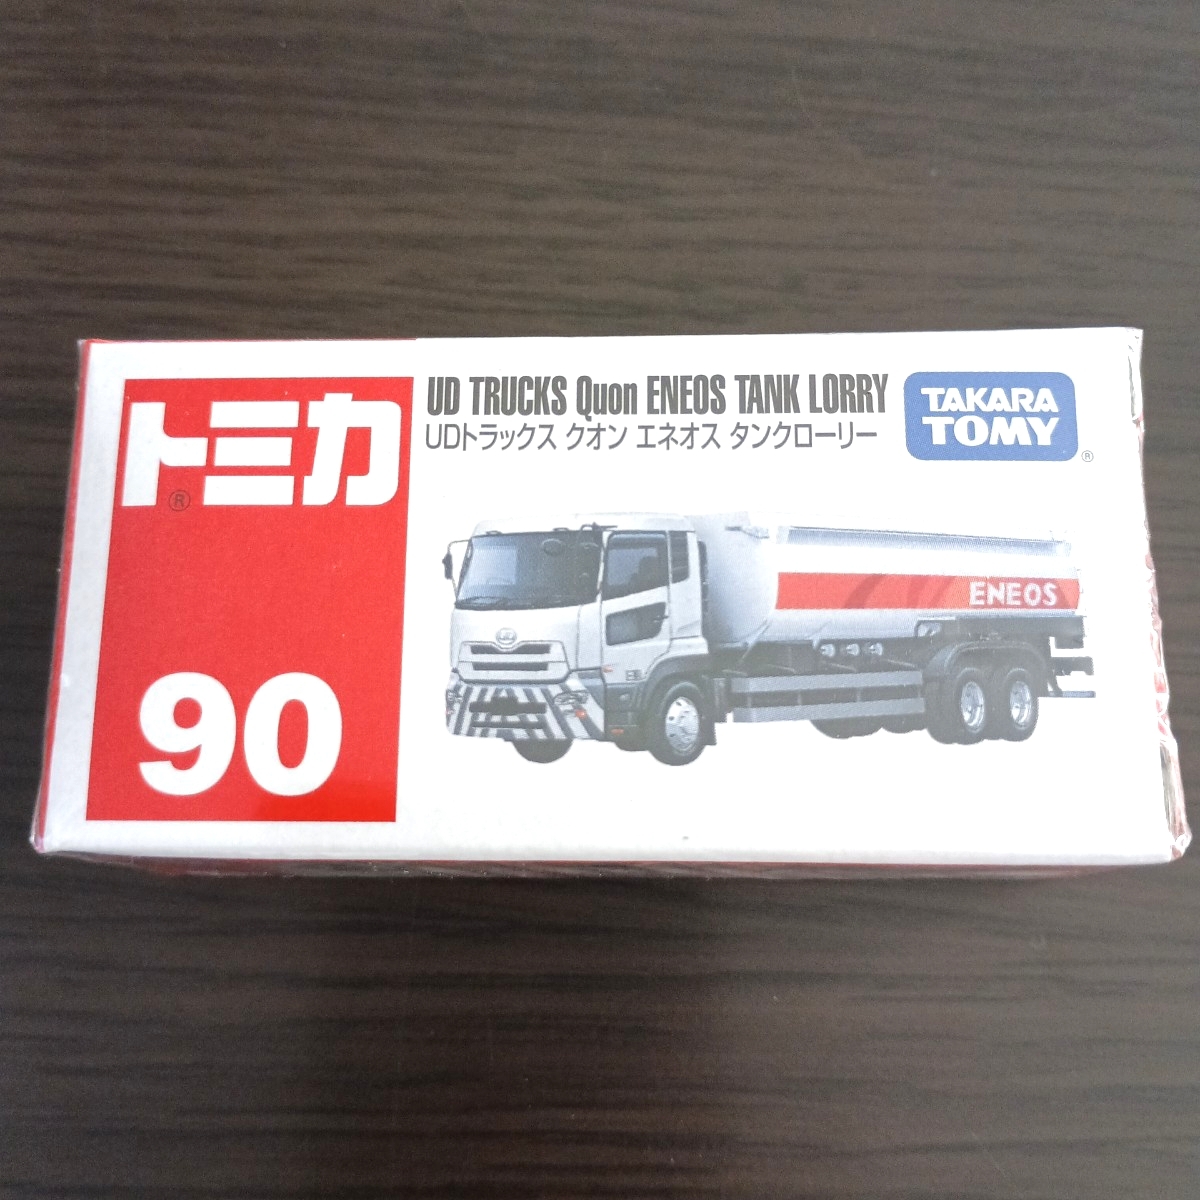 トミカ®
90
UD TRUCKS Quon ENEOS TANK LORRY
UDトラックス クオン エネオス タンクローリー
TAKARA
TOMY®
ENEOS